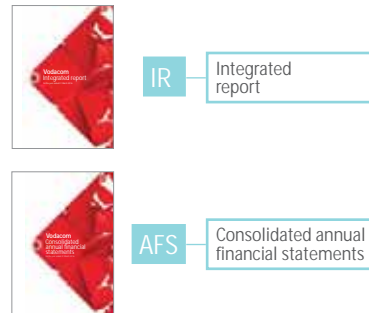 Vodacom
Integrated report
IR
Integrated
report
Vodacom
Consolidated
annual financial
statements
AFS
Consolidated annual
financial statements